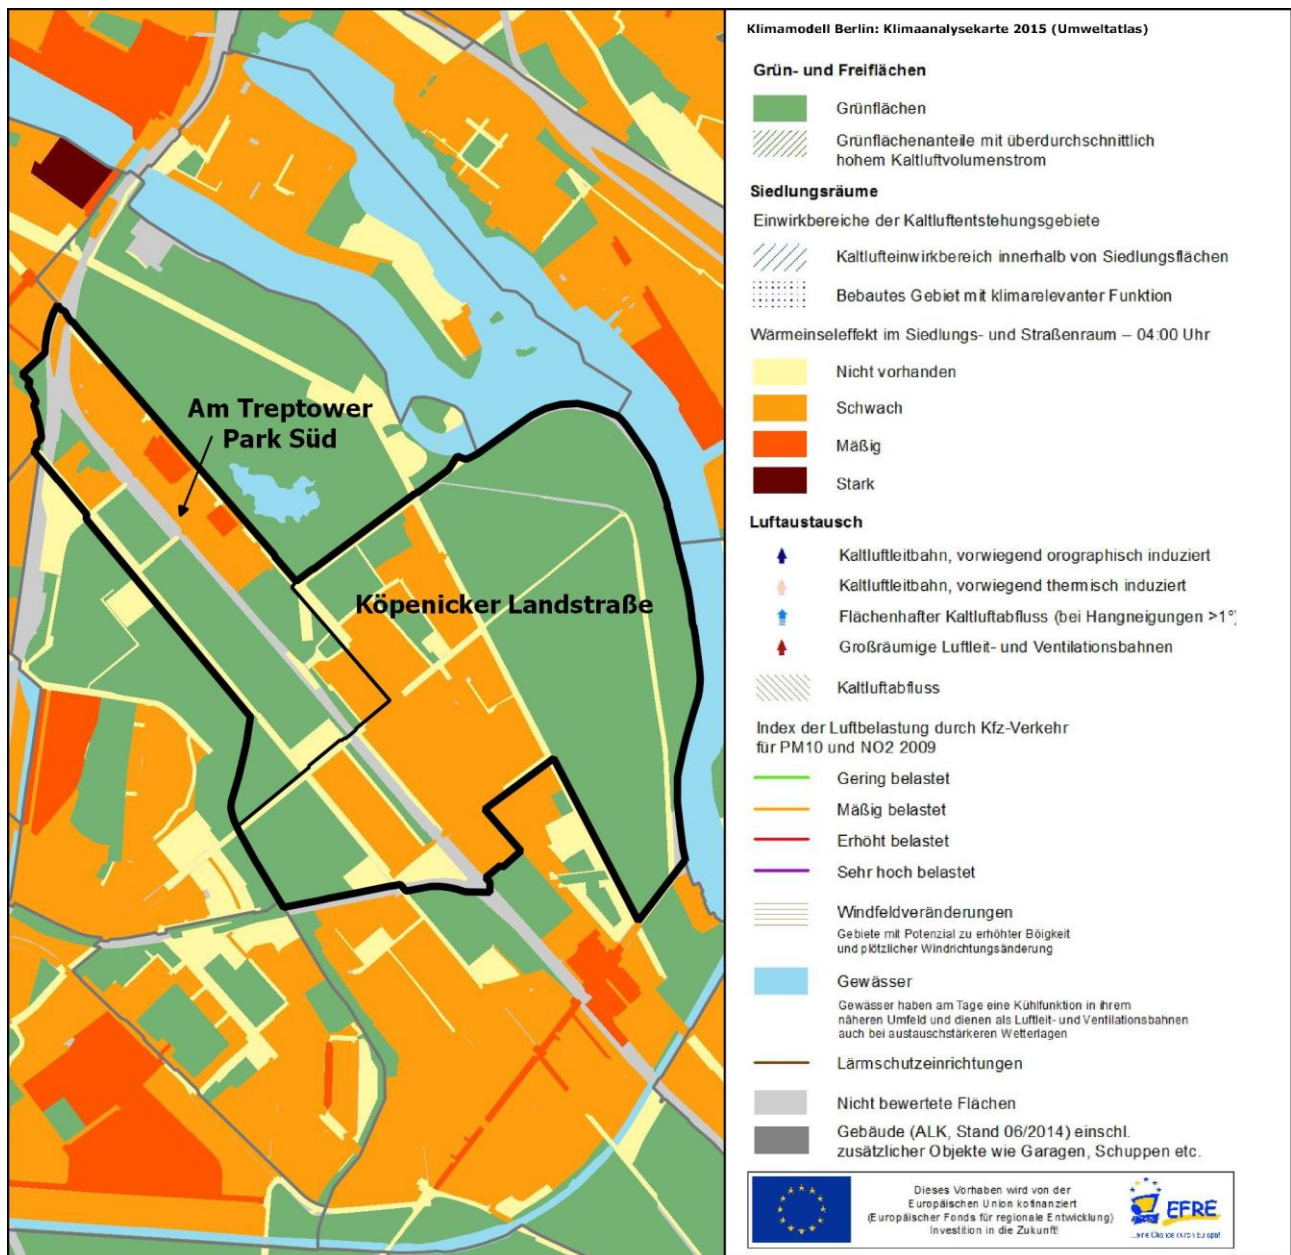 Am Treptower
Park Süd
Köpenicker Landstraße
Klimamodell Berlin: Klimaanalysekarte 2015 (Umweltatlas)
Grün- und Freiflächen
Grünflächen
Grünflächenanteile mit überdurchschnittlich
hohem Kaltluftvolumenstrom
Siedlungsräume
Einwirkbereiche der Kaltluftentstehungsgebiete
Kaltlufteinwirkbereich innerhalb von Siedlungsflächen
Bebautes Gebiet mit klimarelevanter Funktion
Wärmeinseleffekt im Siedlungs- und Straßenraum – 04:00 Uhr
Nicht vorhanden
Schwach
Mäßig
Stark
Luftaustausch
Kaltluftleitbahn, vorwiegend orographisch induziert
Kaltluftleitbahn, vorwiegend thermisch induziert
Flächenhafter Kaltluftabfluss (bei Hangneigungen >1°)
Großräumige Luftleit- und Ventilationsbahnen
Kaltluftabfluss
Index der Luftbelastung durch Kfz-Verkehr
für PM10 und NO2 2009
Gering belastet
Mäßig belastet
Erhöht belastet
Sehr hoch belastet
Windfeldveränderungen
Gebiete mit Potenzial zu erhöhter Böigkeit
und plötzlicher Windrichtungsänderung
Gewässer
Gewässer haben am Tage eine Kühlfunktion in ihrem
näheren Umfeld und dienen als Luftleit- und Ventilationsbahnen
auch bei austauschstärkeren Wetterlagen
Lärmschutzeinrichtungen
Nicht bewertete Flächen
Gebäude (ALK, Stand 06/2014) einschl.
zusätzlicher Objekte wie Garagen, Schuppen etc.
Dieses Vorhaben wird von der
Europäischen Union kofinanziert
(Europäischer Fonds für regionale Entwicklung)
Investition in die Zukunft!
EFRE
...eine Chance durch Europa!